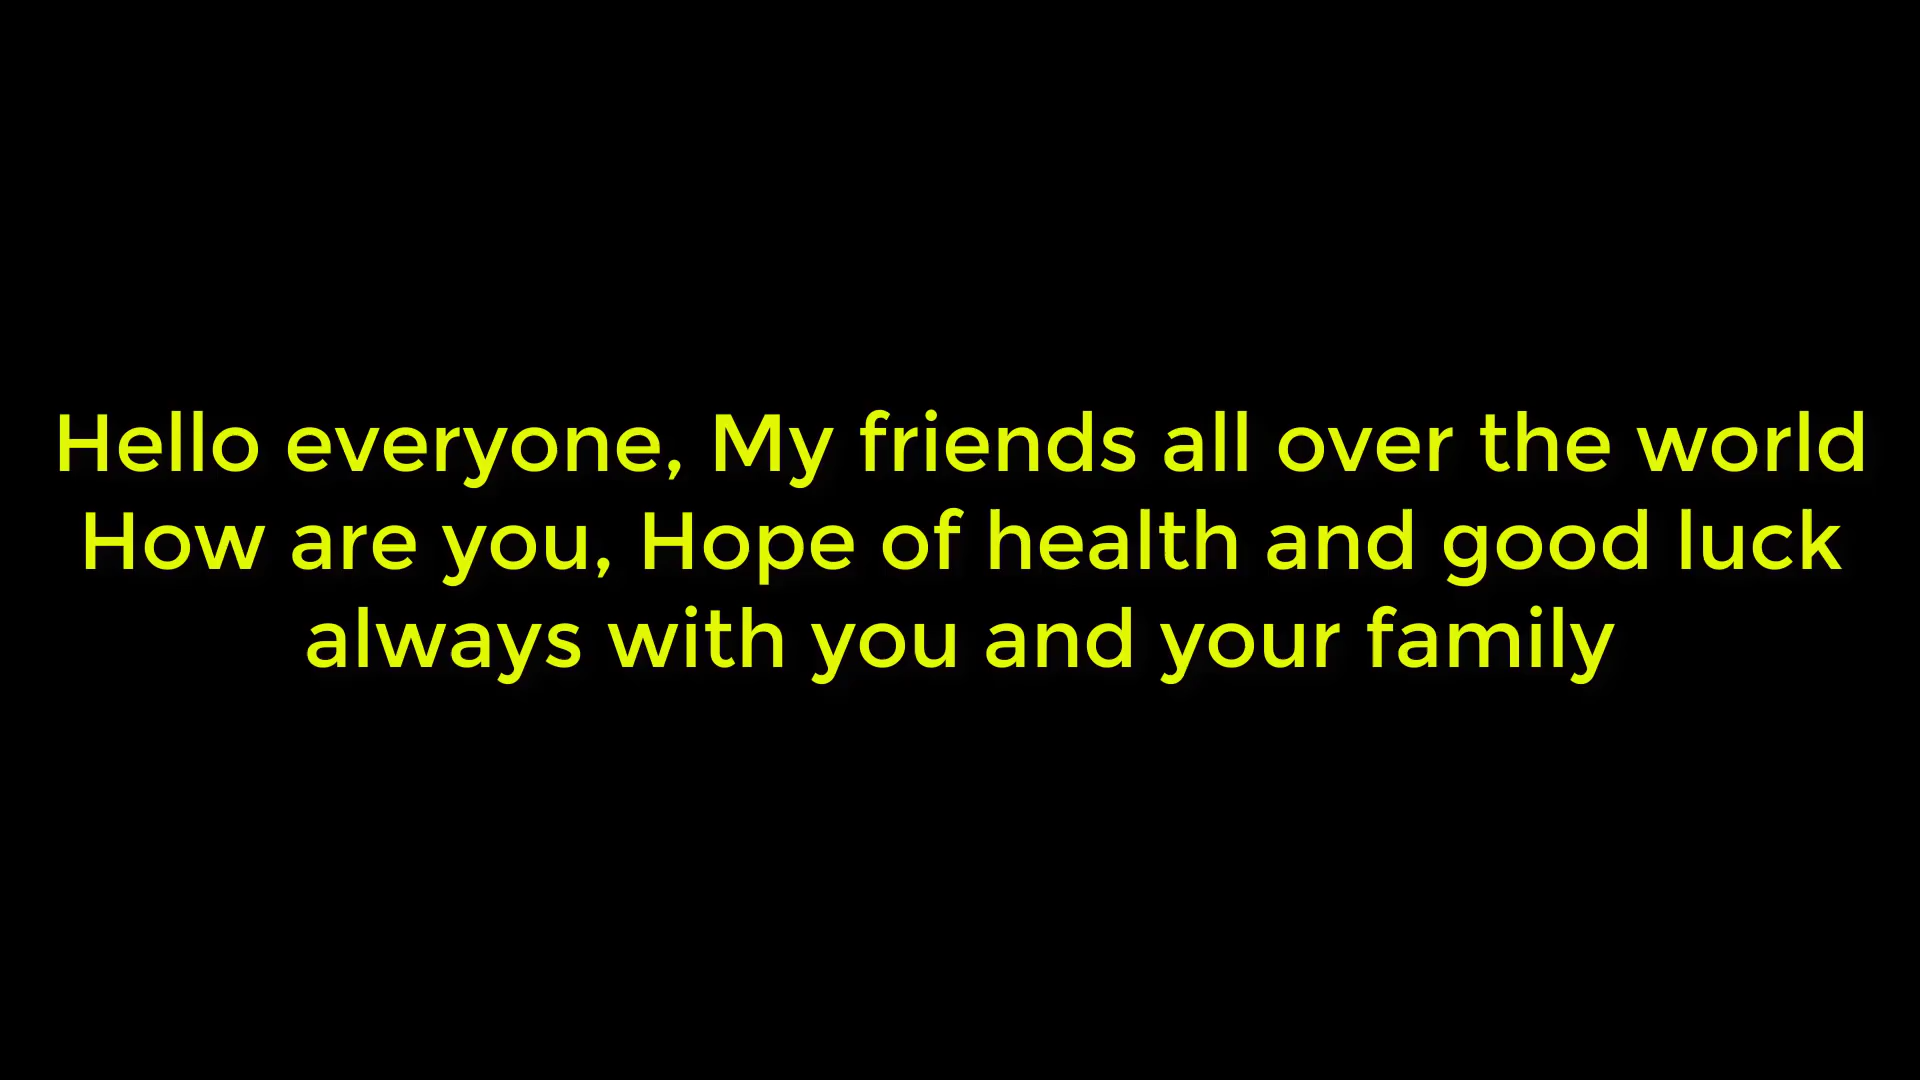 Hello everyone, My friends all over the world
How are you, Hope of health and good luck
always with you and your family